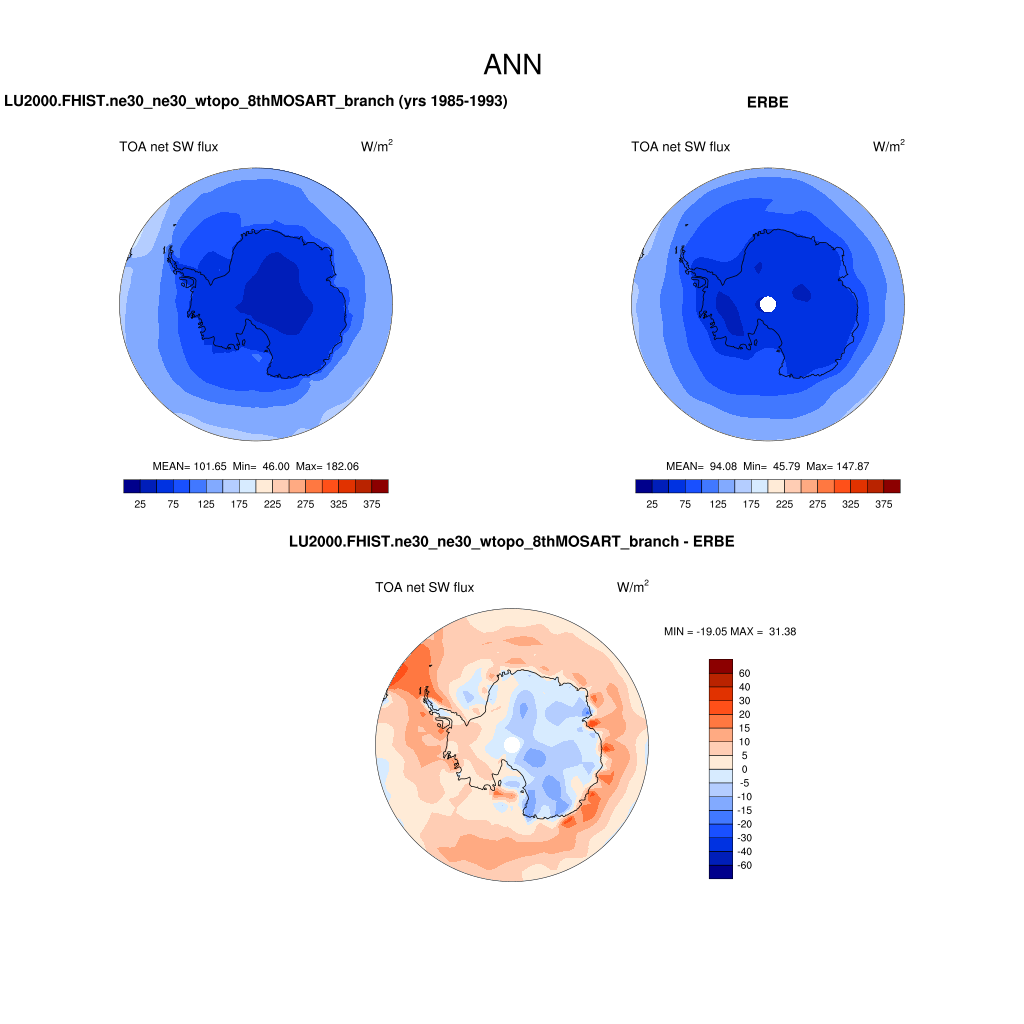 ANN
LU2000.FHIST.ne30_ne30_wtopo_8thMOSART_branch (yrs 1985-1993)
ERBE
TOA net SW flux W/m²
TOA net SW flux W/m²
MEAN= 101.65 Min= 46.00 Max= 182.06
MEAN= 94.08 Min= 45.79 Max= 147.87
25 75 125 175 225 275 325 375
25 75 125 175 225 275 325 375
LU2000.FHIST.ne30_ne30_wtopo_8thMOSART_branch - ERBE
TOA net SW flux W/m²
MIN = -19.05 MAX = 31.38
60
40
30
20
15
10
5
0
-5
-10
-15
-20
-30
-40
-60